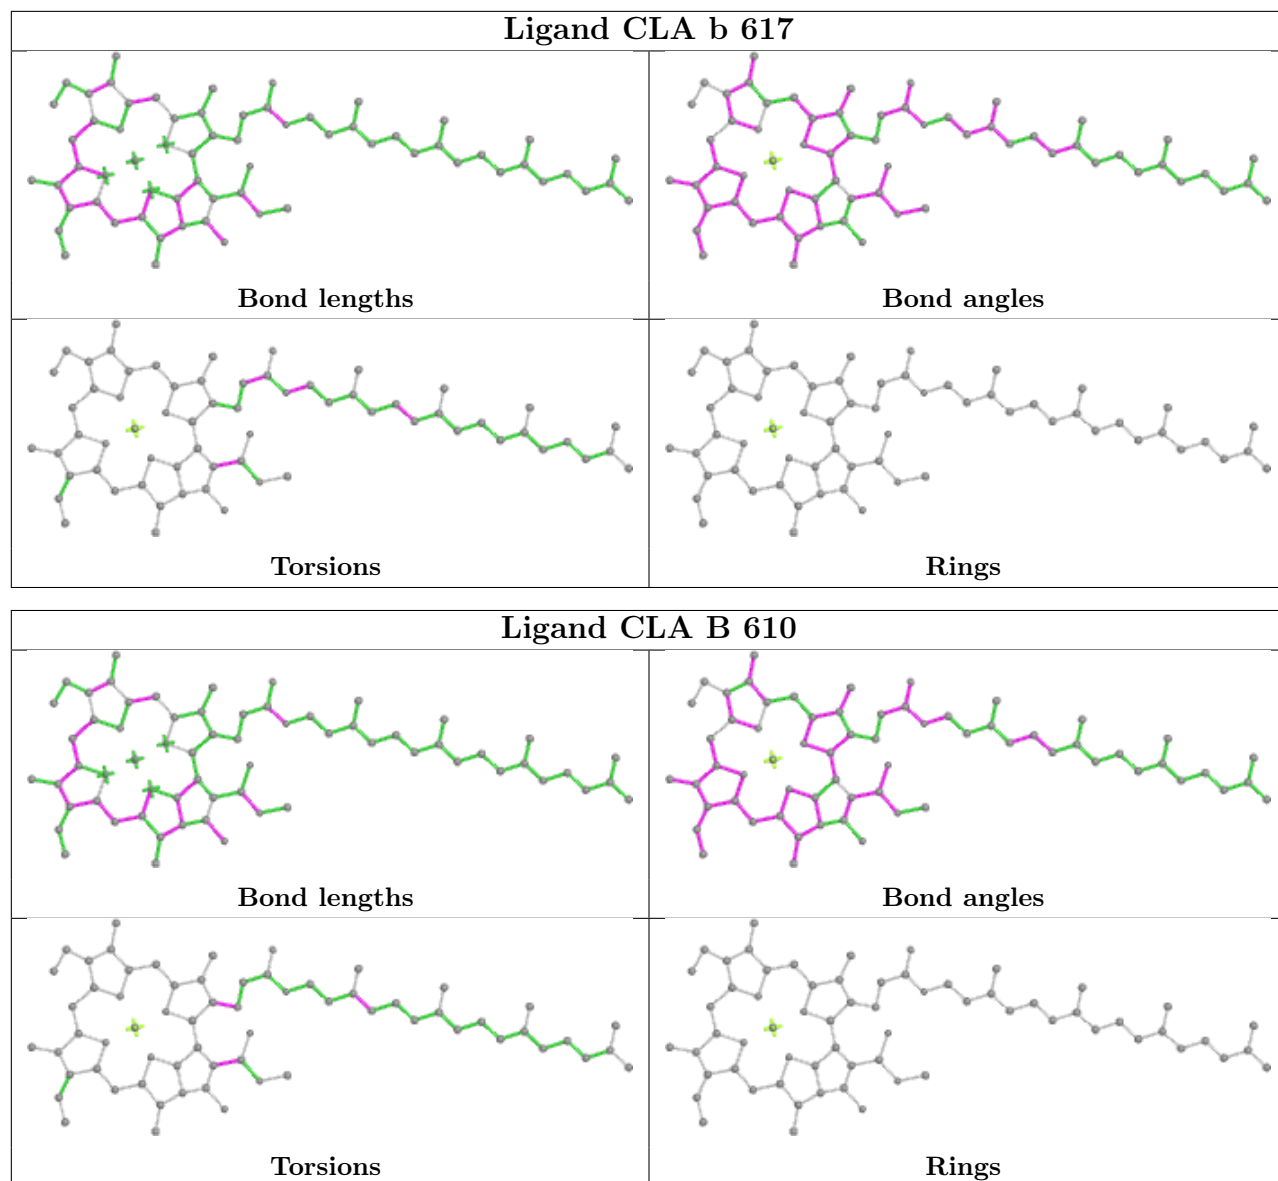 Ligand CLA b 617
Bond lengths
Bond angles
Torsions
Rings
Ligand CLA B 610
Bond lengths
Bond angles
Torsions
Rings